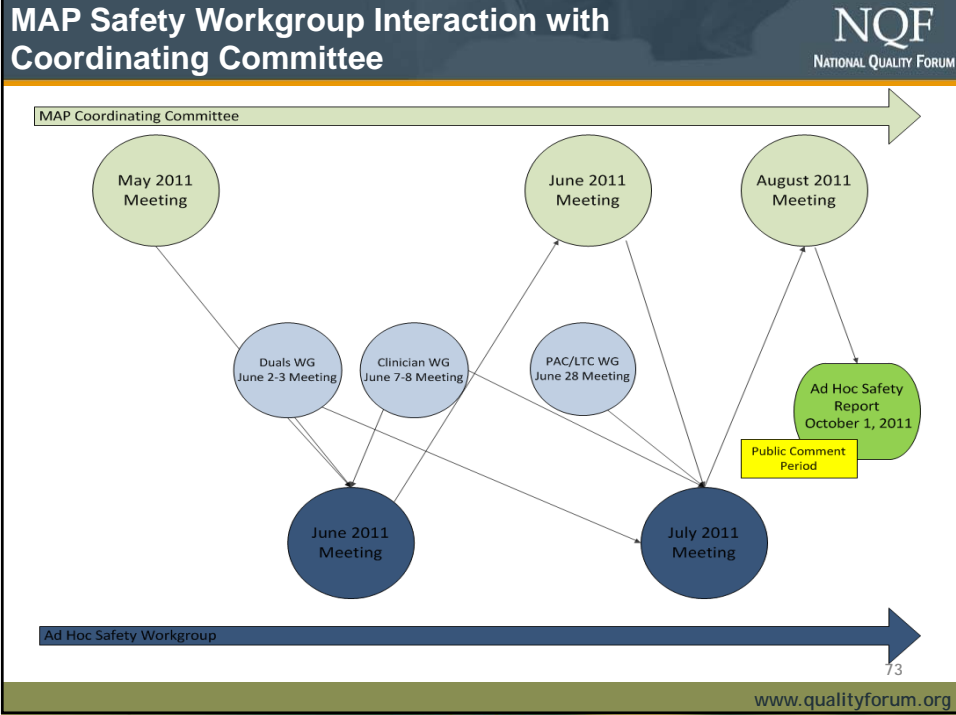 MAP Safety Workgroup Interaction with
Coordinating Committee
NQF
NATIONAL QUALITY FORUM
MAP Coordinating Committee
May 2011
Meeting
June 2011
Meeting
August 2011
Meeting
Duals WG
June 2-3 Meeting
Clinician WG
June 7-8 Meeting
PAC/LTC WG
June 28 Meeting
Ad Hoc Safety
Report
October 1, 2011
Public Comment
Period
June 2011
Meeting
July 2011
Meeting
Ad Hoc Safety Workgroup
73
www.qualityforum.org